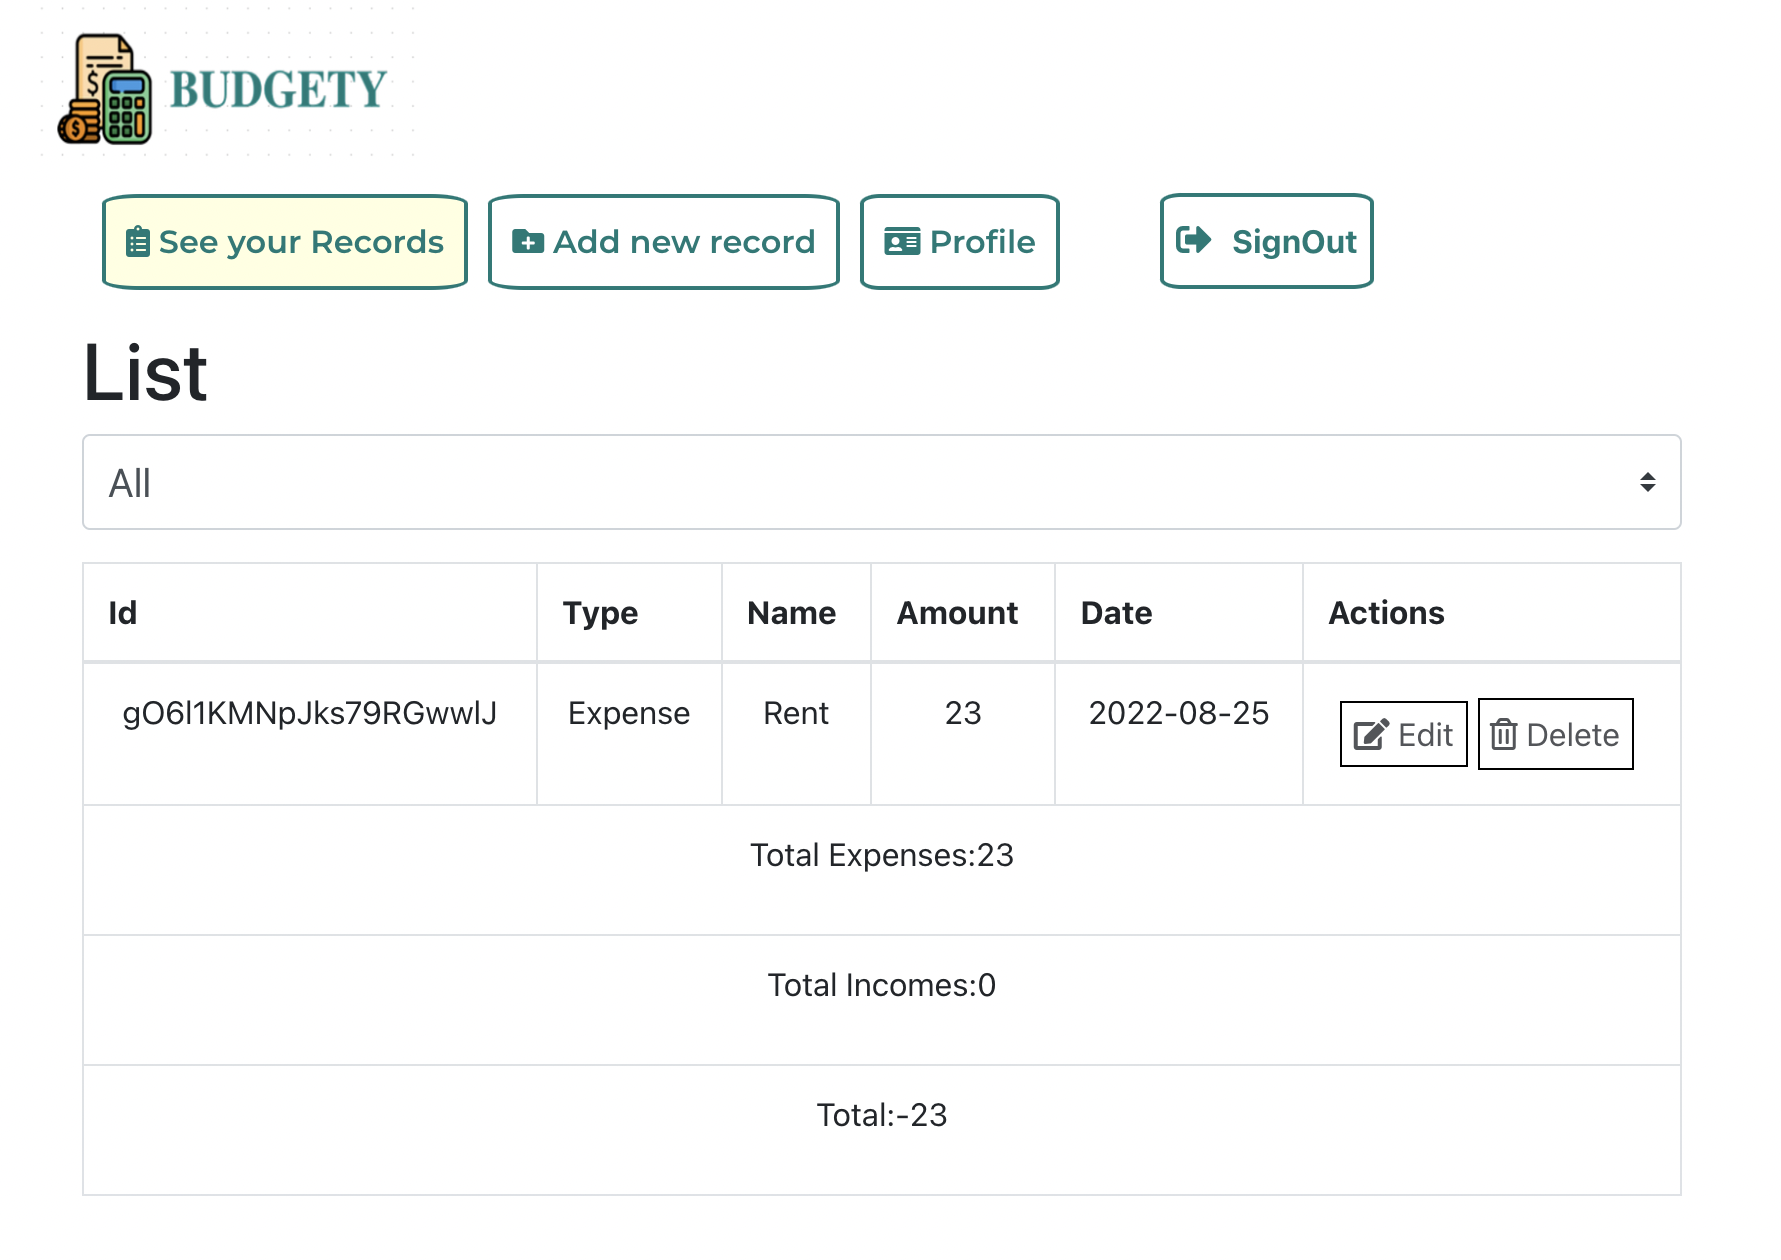 BUDGETY
See your Records Add new record Profile SignOut
List
All
Id Type Name Amount Date Actions
gO6l1KMNpJks79RGwwlJ Expense Rent 23 2022-08-25 Edit Delete
Total Expenses:23
Total Incomes:0
Total:-23